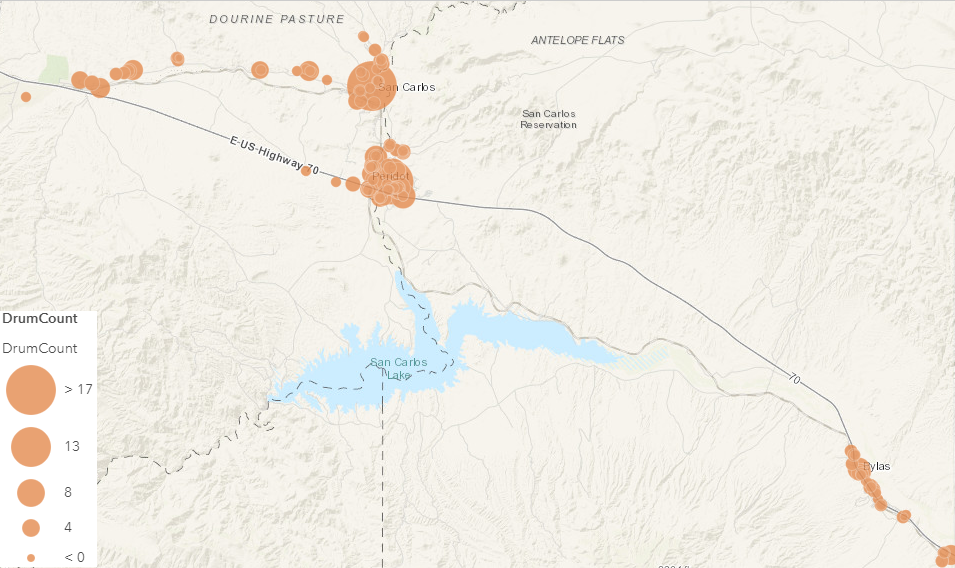 DOURINE PASTURE
ANTELOPE FLATS
San Carlos
San Carlos
Reservation
E-US-Highway 70
Peridot
DrumCount
DrumCount
> 17
13
8
4
< 0
San Carlos
Lake
70
Bylas